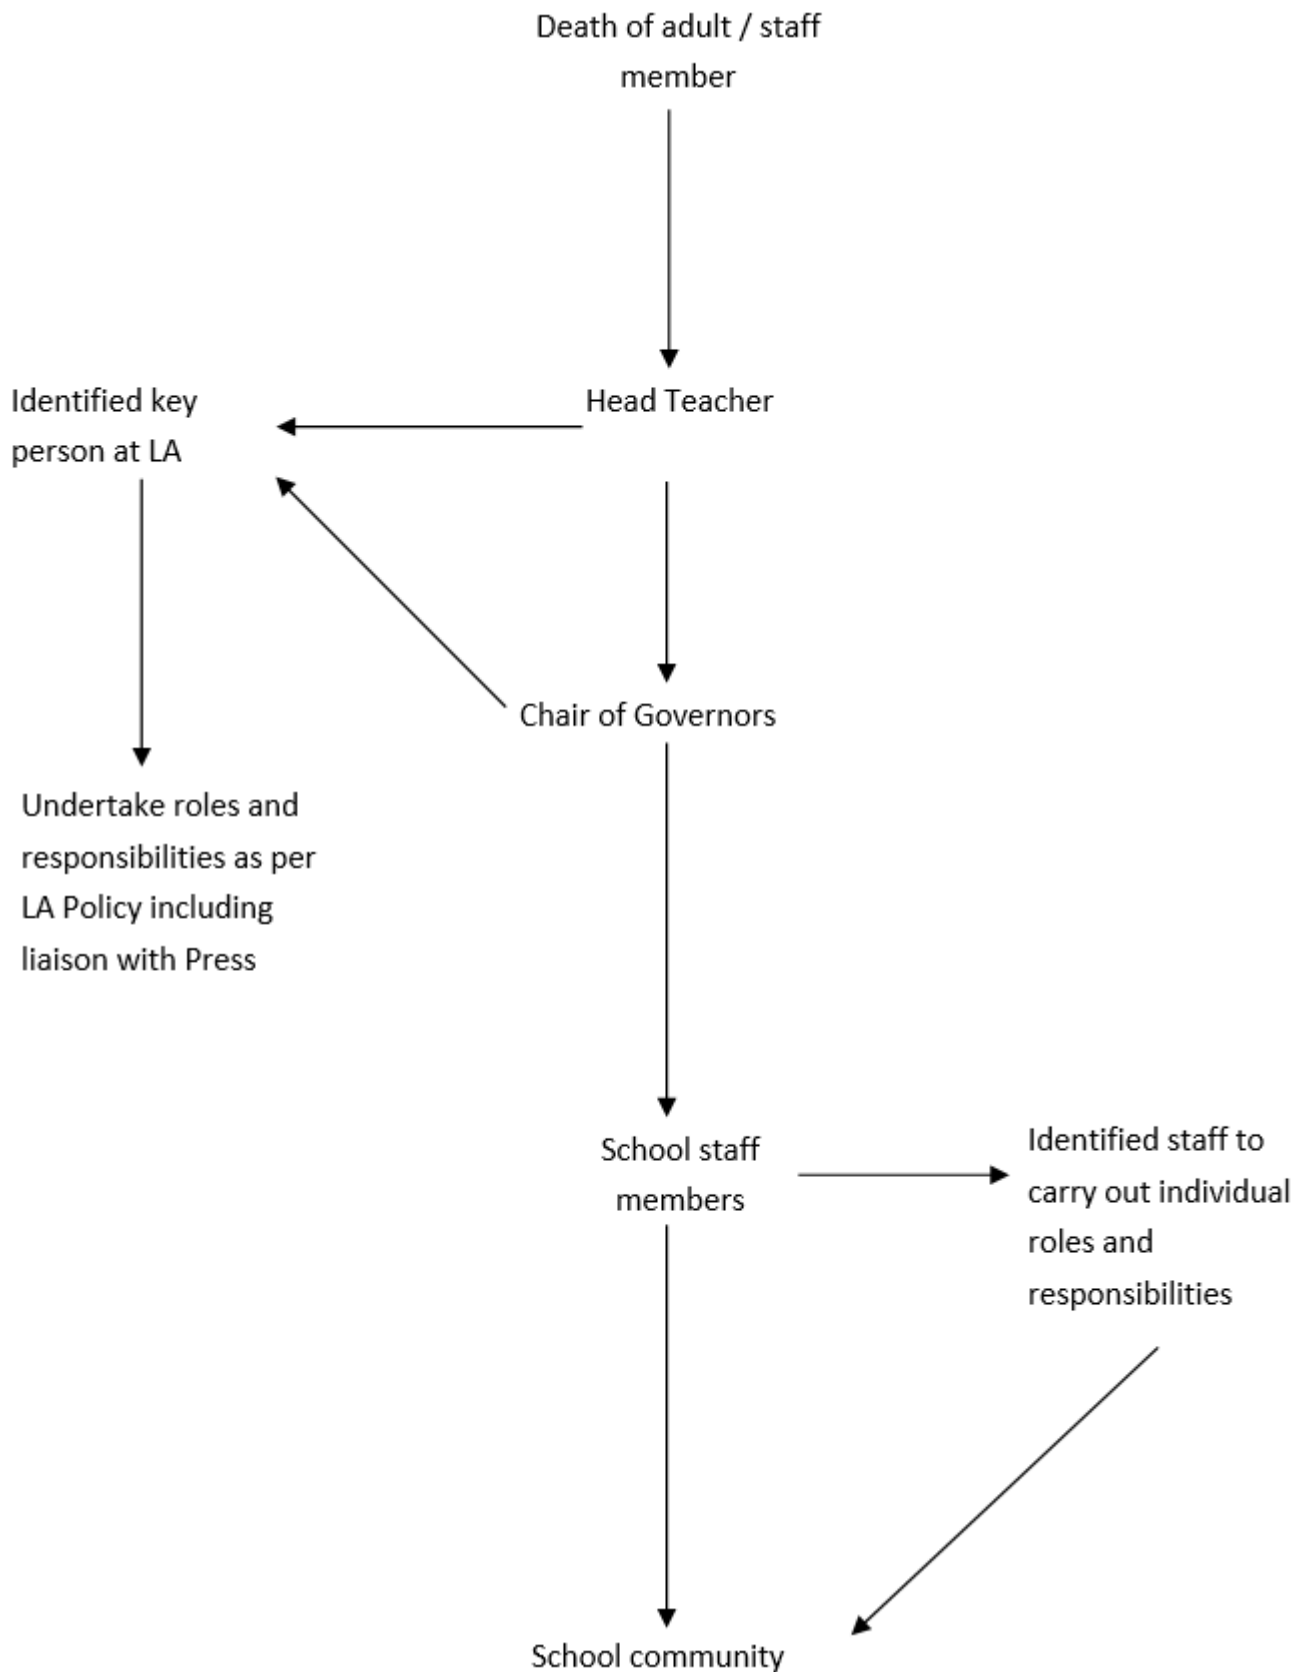 Death of adult / staff
member
Identified key
person at LA
Head Teacher
Chair of Governors
Undertake roles and
responsibilities as per
LA Policy including
liaison with Press
School staff
members
Identified staff to
carry out individual
roles and
responsibilities
School community